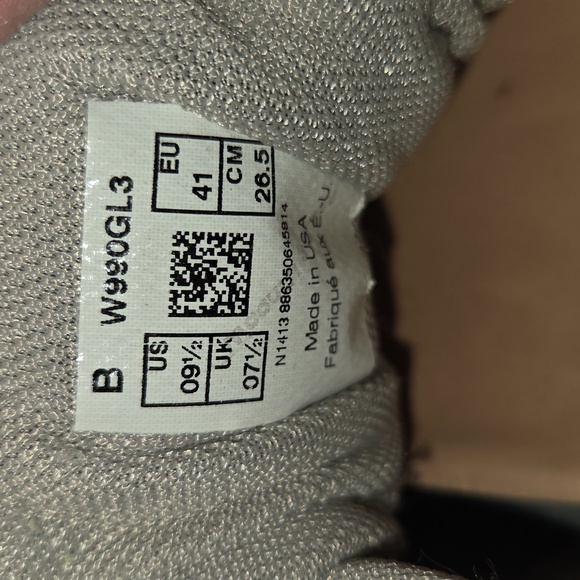 B W990GL3
US 09½ EU 41
UK 07½ CM 26.5
N1413 886350645814
Made in USA
Fabriqué aux É.-U.